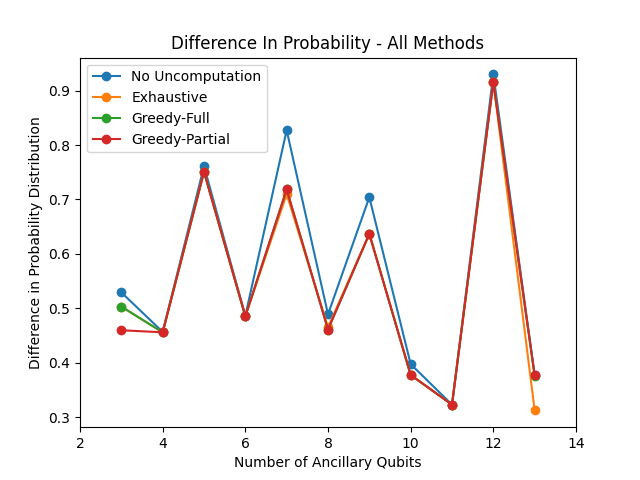 Difference In Probability - All Methods
No Uncomputation
Exhaustive
Greedy-Full
Greedy-Partial
Difference in Probability Distribution
0.9
0.8
0.7
0.6
0.5
0.4
0.3
2 4 6 8 10 12 14
Number of Ancillary Qubits